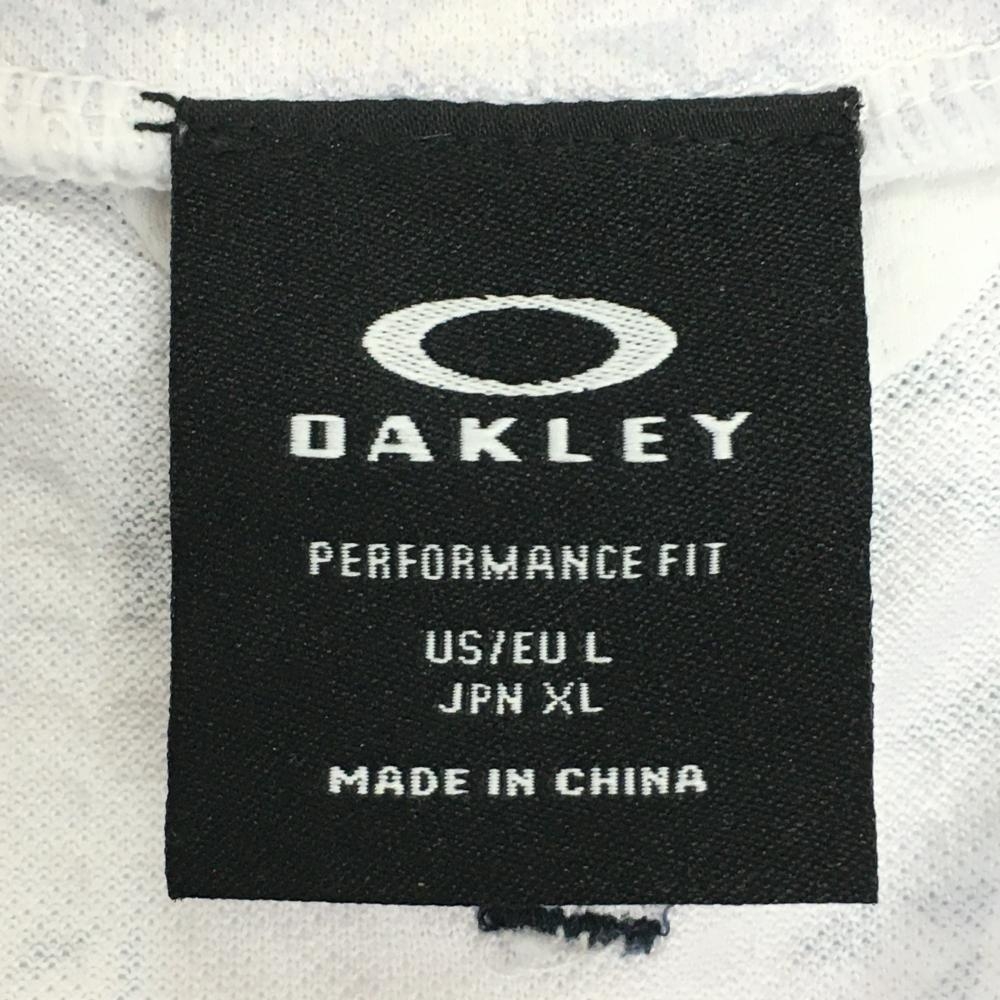 OAKLEY
PERFORMANCE FIT
US/EU L
JPN XL
MADE IN CHINA